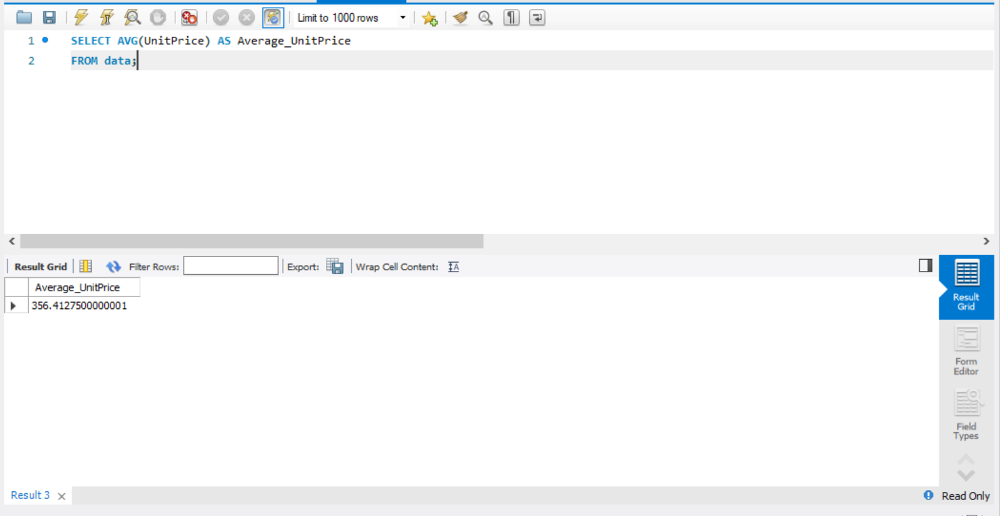 Limit to 1000 rows
1 SELECT AVG(UnitPrice) AS Average_UnitPrice
2 FROM data;
Result Grid Filter Rows: Export: Wrap Cell Content: IA
Average_UnitPrice
356.4127500000001
Result
Grid
Form
Editor
Field
Types
Result 3 Read Only